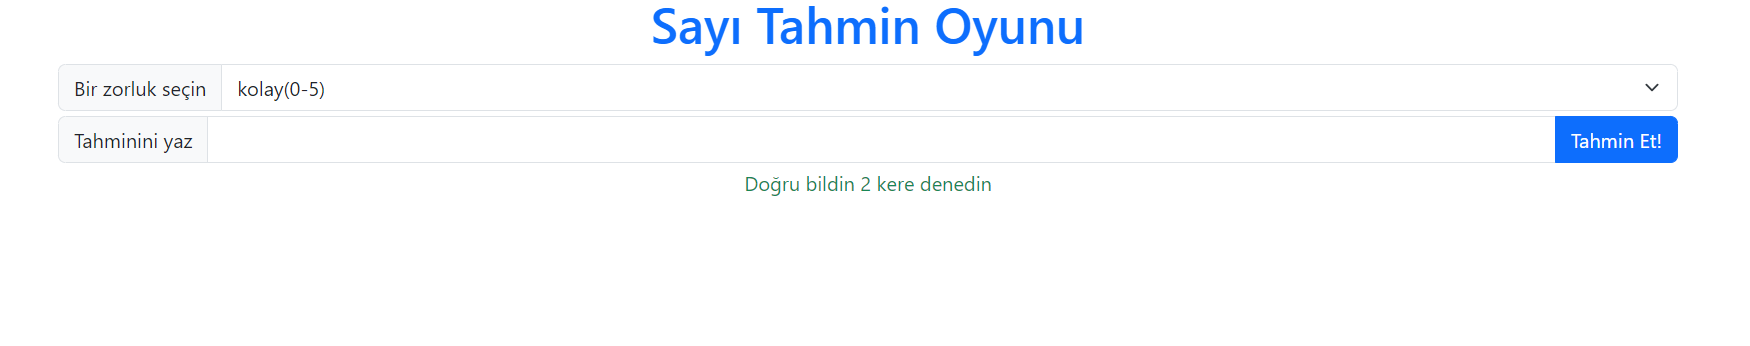 Sayı Tahmin Oyunu
Bir zorluk seçin kolay(0-5)
Tahminini yaz Tahmin Et!
Doğru bildin 2 kere denedin